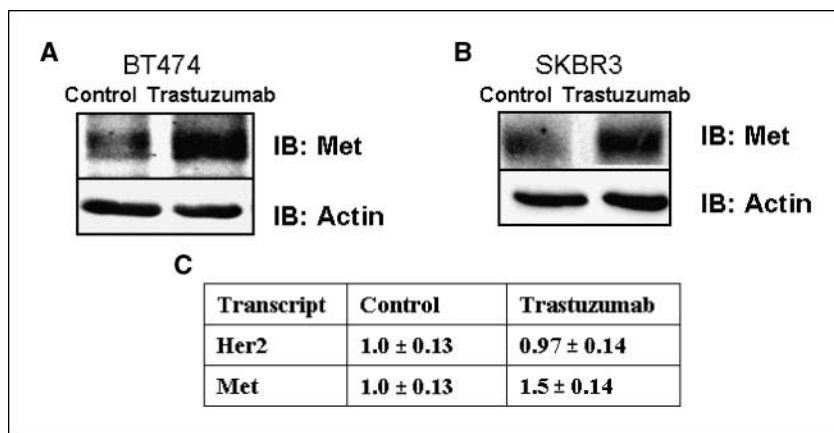 A
BT474
Control Trastuzumab
IB: Met
IB: Actin
B
SKBR3
Control Trastuzumab
IB: Met
IB: Actin
C
Transcript Control Trastuzumab
Her2 1.0 ± 0.13 0.97 ± 0.14
Met 1.0 ± 0.13 1.5 ± 0.14